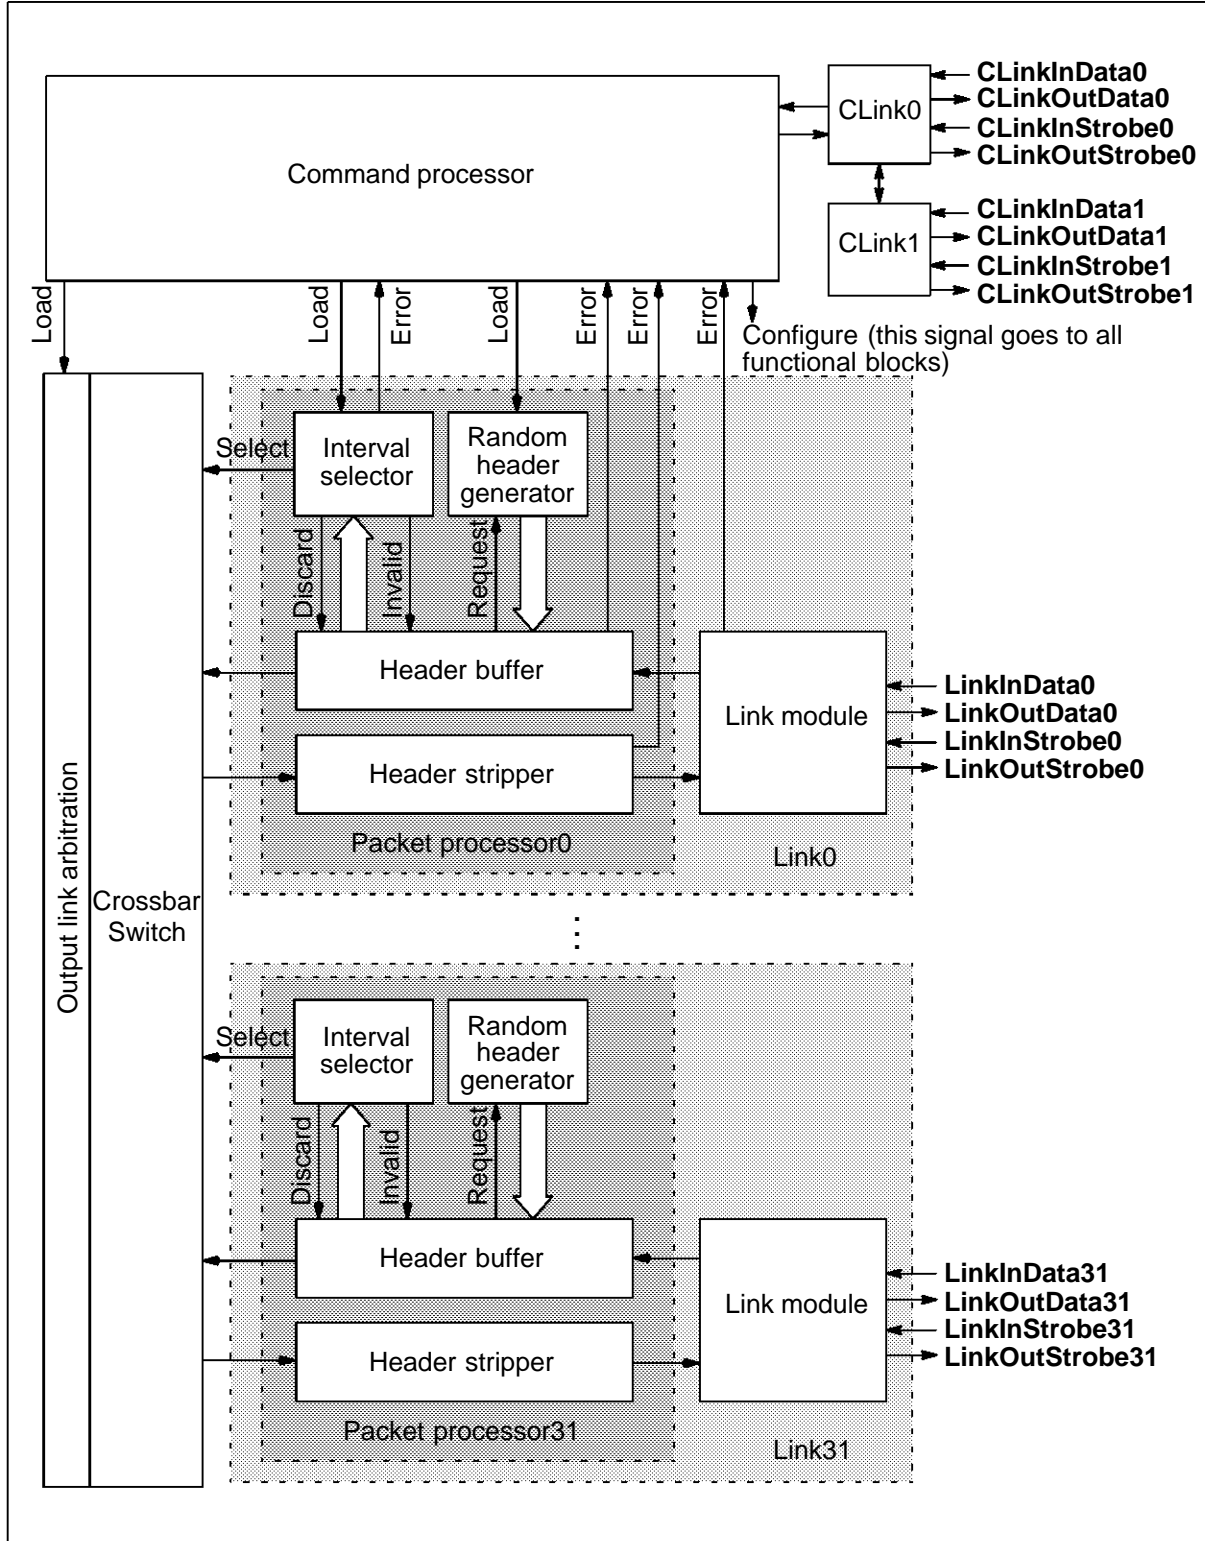 CLinkInData0
CLinkOutData0
CLinkInStrobe0
CLinkOutStrobe0
CLink0
Command processor
CLinkInData1
CLinkOutData1
CLinkInStrobe1
CLinkOutStrobe1
CLink1
Load
Load
Error
Load
Error
Error
Error
Configure (this signal goes to all
functional blocks)
Select
Interval
selector
Random
header
generator
Discard
Invalid
Request
Header buffer
Link module
LinkInData0
LinkOutData0
LinkInStrobe0
LinkOutStrobe0
Header stripper
Packet processor0
Link0
Output link arbitration
Crossbar
Switch
Select
Interval
selector
Random
header
generator
Discard
Invalid
Request
Header buffer
Link module
LinkInData31
LinkOutData31
LinkInStrobe31
LinkOutStrobe31
Header stripper
Packet processor31
Link31